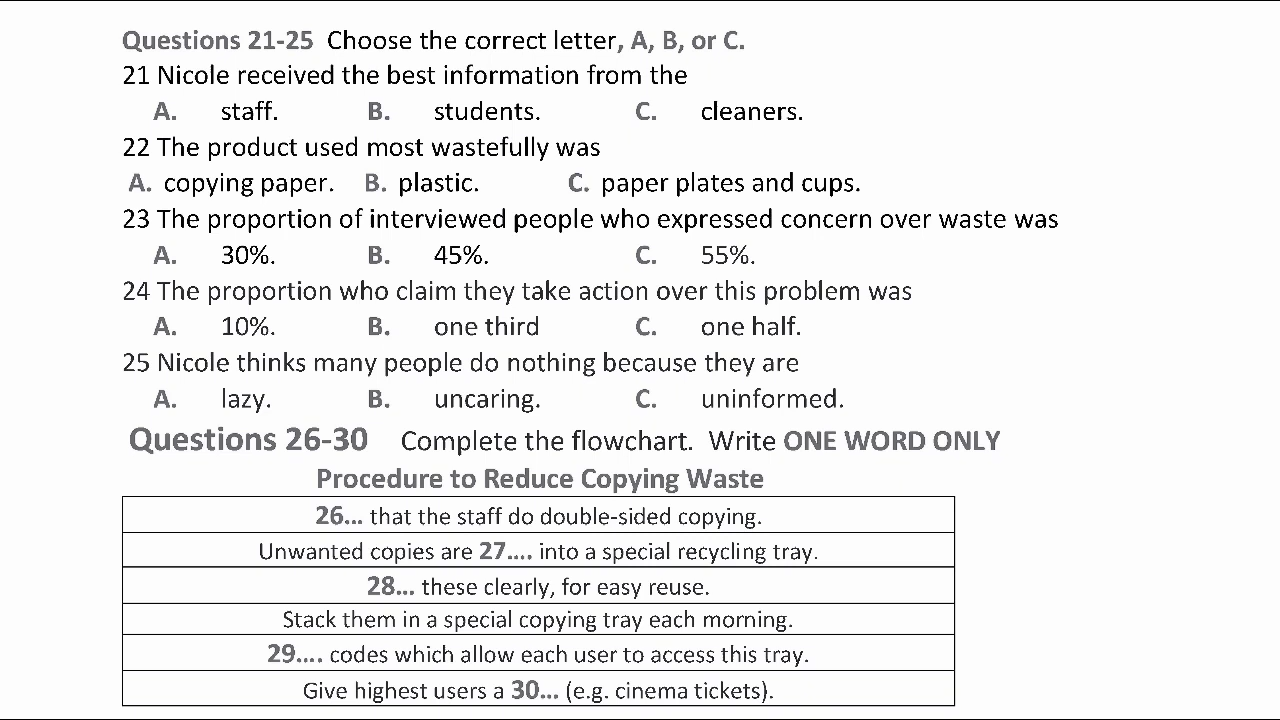 Questions 21-25 Choose the correct letter, A, B, or C.
21 Nicole received the best information from the
A. staff. B. students. C. cleaners.
22 The product used most wastefully was
A. copying paper. B. plastic. C. paper plates and cups.
23 The proportion of interviewed people who expressed concern over waste was
A. 30%. B. 45%. C. 55%.
24 The proportion who claim they take action over this problem was
A. 10%. B. one third C. one half.
25 Nicole thinks many people do nothing because they are
A. lazy. B. uncaring. C. uninformed.
Questions 26-30 Complete the flowchart. Write ONE WORD ONLY
Procedure to Reduce Copying Waste
26... that the staff do double-sided copying.
Unwanted copies are 27.... into a special recycling tray.
28... these clearly, for easy reuse.
Stack them in a special copying tray each morning.
29.... codes which allow each user to access this tray.
Give highest users a 30... (e.g. cinema tickets).